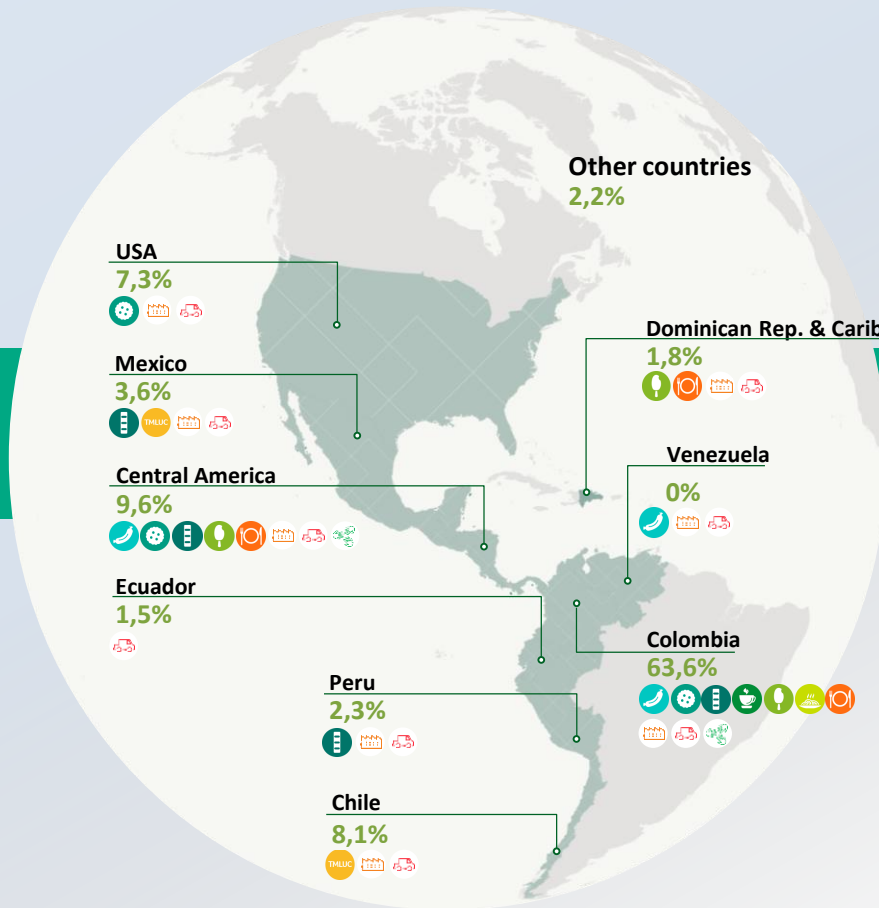 Other countries
2,2%
USA
7,3%
Dominican Rep. & Carib
1,8%
Mexico
3,6%
TMLUC
Venezuela
0%
Central America
9,6%
Ecuador
1,5%
Colombia
63,6%
Peru
2,3%
Chile
8,1%
TMLUC